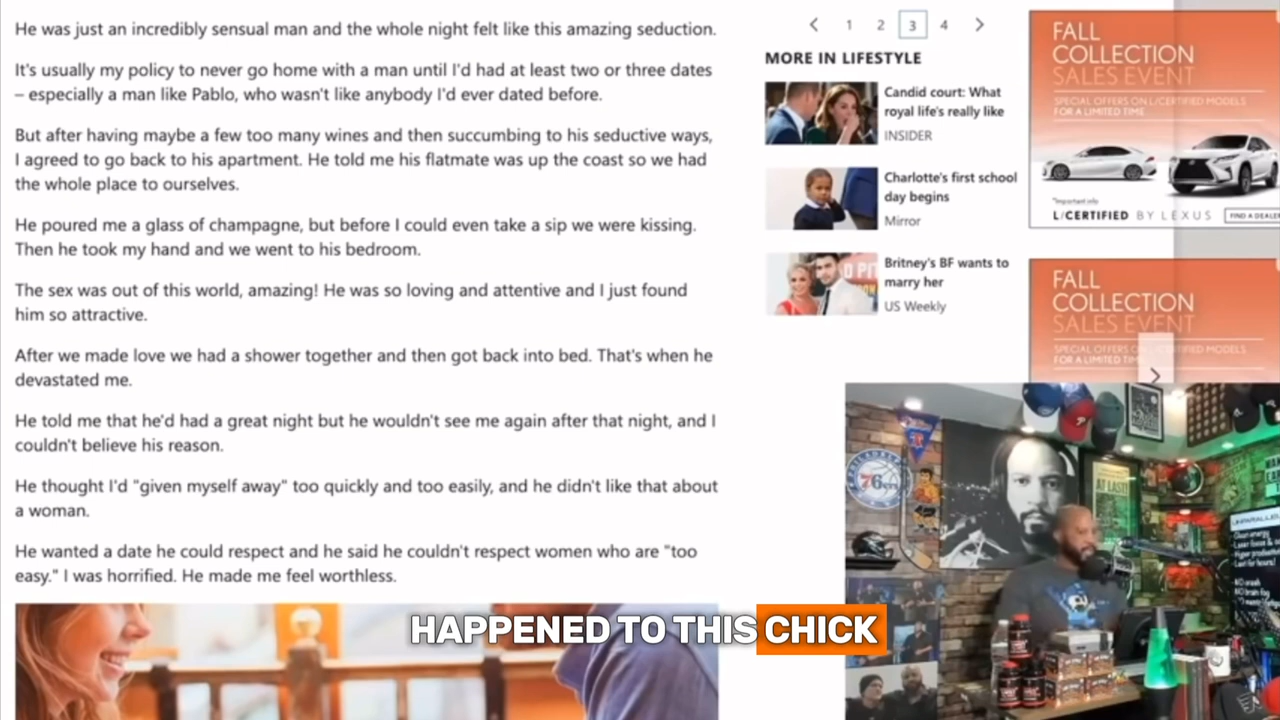 He was just an incredibly sensual man and the whole night felt like this amazing seduction.
It's usually my policy to never go home with a man until I'd had at least two or three dates
– especially a man like Pablo, who wasn't like anybody I'd ever dated before.
But after having maybe a few too many wines and then succumbing to his seductive ways,
I agreed to go back to his apartment. He told me his flatmate was up the coast so we had
the whole place to ourselves.
He poured me a glass of champagne, but before I could even take a sip we were kissing.
Then he took my hand and we went to his bedroom.
The sex was out of this world, amazing! He was so loving and attentive and I just found
him so attractive.
After we made love we had a shower together and then got back into bed. That's when he
devastated me.
He told me that he'd had a great night but he wouldn't see me again after that night, and I
couldn't believe his reason.
He thought I'd "given myself away" too quickly and too easily, and he didn't like that about
a woman.
He wanted a date he could respect and he said he couldn't respect women who are "too
easy." I was horrified. He made me feel worthless.
1 2 3 4
MORE IN LIFESTYLE
Candid court: What
royal life's really like
INSIDER
Charlotte's first school
day begins
Mirror
Britney's BF wants to
marry her
US Weekly
FALL
COLLECTION
SALES EVENT
SPECIAL OFFERS ON L/CERTIFIED MODELS
FOR A LIMITED TIME
*Important info
L/CERTIFIED BY LEXUS
FIND A DEALER
FALL
COLLECTION
SALES EVENT
SPECIAL OFFERS ON L/CERTIFIED MODELS
FOR A LIMITED TIME
PHILADELPHIA
76ERS
AT LAST!
HAPPENED TO THIS CHICK